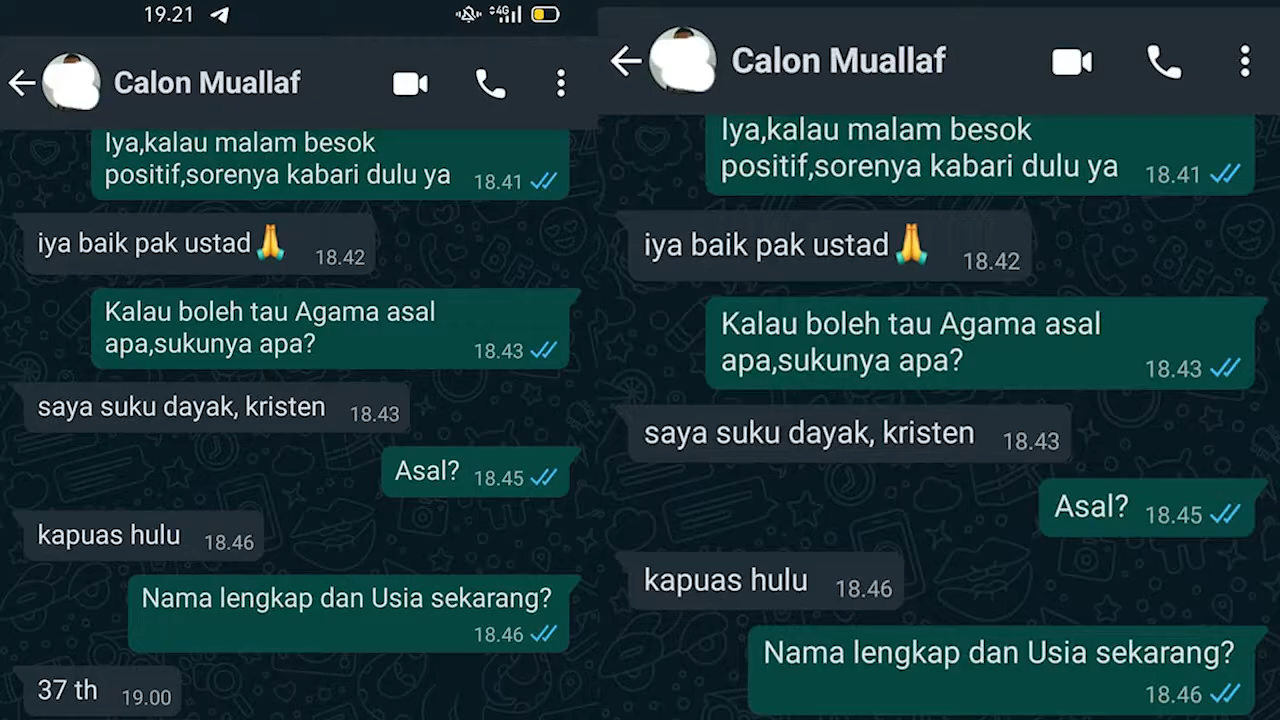 19.21
4G
Calon Muallaf
Iya,kalau malam besok
positif,sorenya kabari dulu ya 18.41
iya baik pak ustad🙏 18.42
Kalau boleh tau Agama asal
apa,sukunya apa? 18.43
saya suku dayak, kristen 18.43
Asal? 18.45
kapuas hulu 18.46
Nama lengkap dan Usia sekarang?
18.46
37 th 19.00
Calon Muallaf
Iya,kalau malam besok
positif,sorenya kabari dulu ya 18.41
iya baik pak ustad🙏 18.42
Kalau boleh tau Agama asal
apa,sukunya apa? 18.43
saya suku dayak, kristen 18.43
Asal? 18.45
kapuas hulu 18.46
Nama lengkap dan Usia sekarang?
18.46